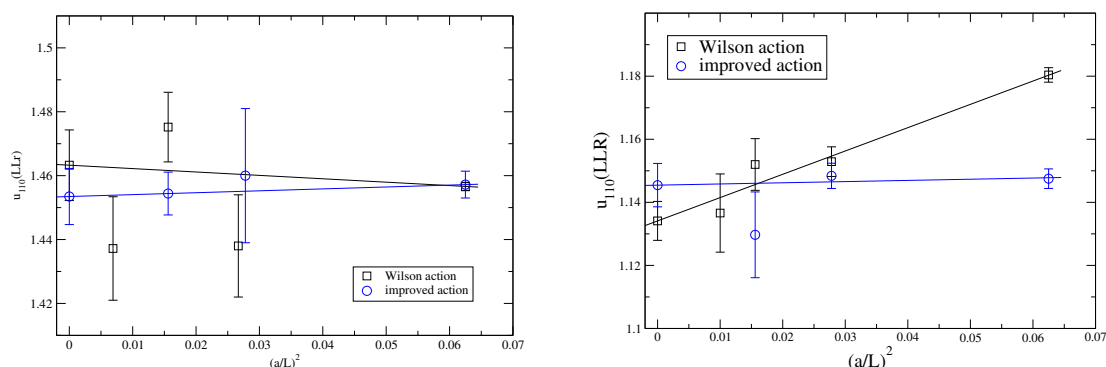 1.5
1.48
1.46
1.44
1.42
u_110(LLr)
Wilson action
improved action
0 0.01 0.02 0.03 0.04 0.05 0.06 0.07
(a/L)^2
Wilson action
improved action
1.18
1.16
1.14
1.12
1.1
u_110(LLR)
0 0.01 0.02 0.03 0.04 0.05 0.06 0.07
(a/L)^2